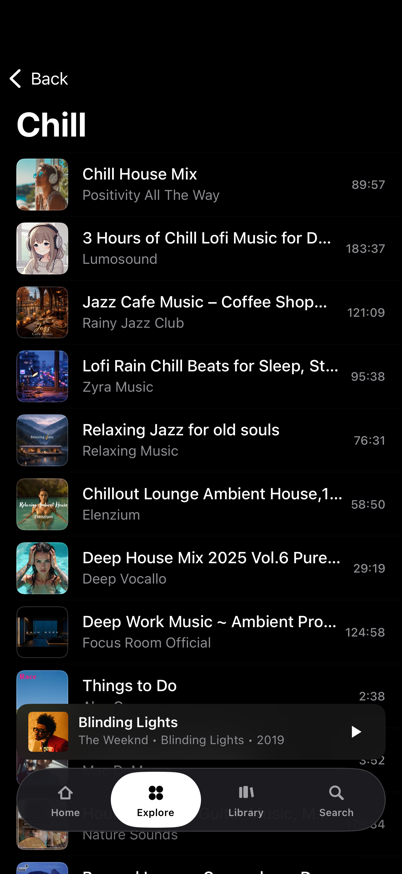 Back
Chill
Chill House Mix
Positivity All The Way
89:57
3 Hours of Chill Lofi Music for D...
Lumosound
183:37
Jazz Cafe Music – Coffee Shop...
Rainy Jazz Club
121:09
Lofi Rain Chill Beats for Sleep, St...
Zyra Music
95:38
Relaxing Jazz for old souls
Relaxing Music
76:31
Chillout Lounge Ambient House,1...
Elenzium
58:50
Deep House Mix 2025 Vol.6 Pure...
Deep Vocallo
29:19
Deep Work Music ~ Ambient Pro...
Focus Room Official
124:58
Things to Do
2:38
Blinding Lights
The Weeknd • Blinding Lights • 2019
3:52
Home
Explore
Library
Search
Nature Sounds